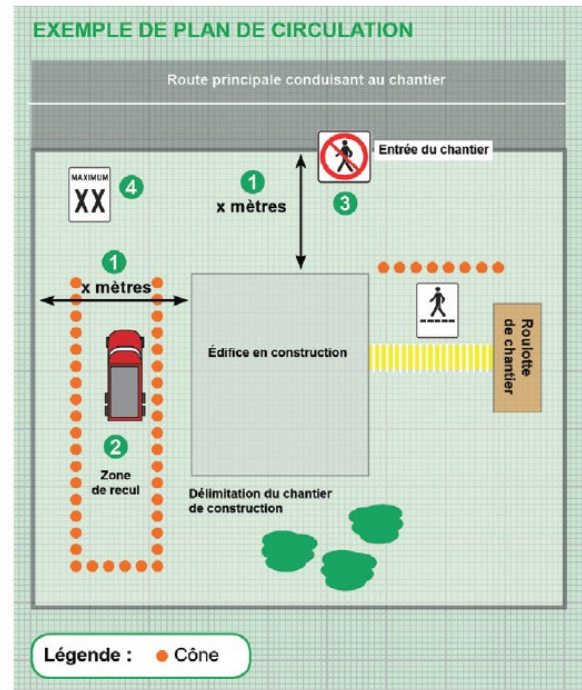 EXEMPLE DE PLAN DE CIRCULATION
Route principale conduisant au chantier
Entrée du chantier
MAXIMUM
XX
4
1
x mètres
3
1
x mètres
Édifice en construction
Roulotte
de chantier
2
Zone
de recul
Délimitation du chantier
de construction
Légende :
Cône